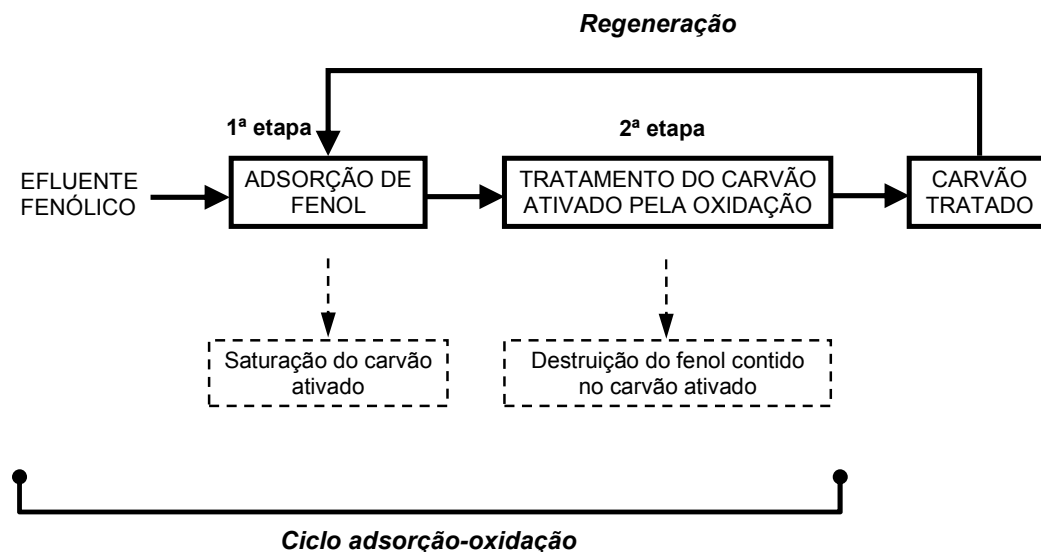 Regeneração
1ª etapa
2ª etapa
EFLUENTE
FENÓLICO
ADSORÇÃO DE
FENOL
TRATAMENTO DO CARVÃO
ATIVADO PELA OXIDAÇÃO
CARVÃO
TRATADO
Saturação do carvão
ativado
Destruição do fenol contido
no carvão ativado
Ciclo adsorção-oxidação